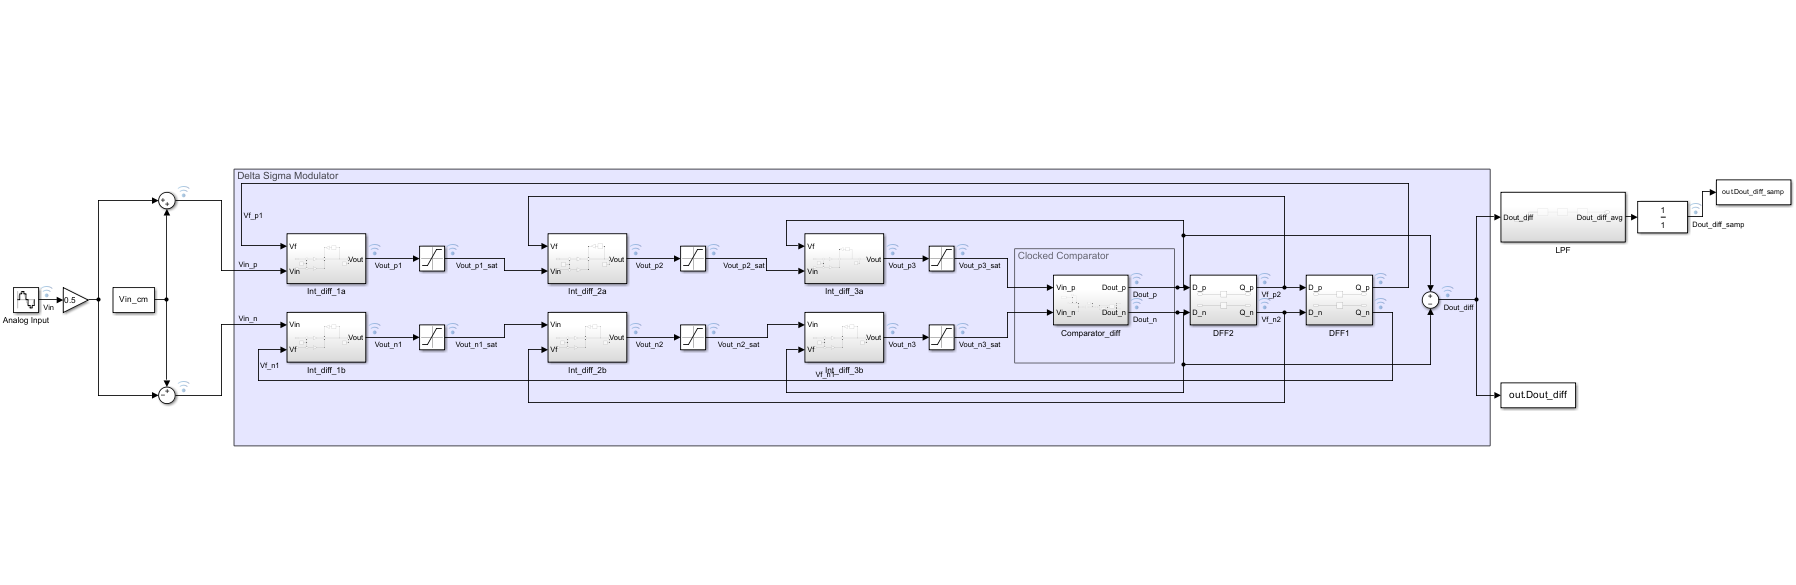 Delta Sigma Modulator
out.Dout_diff_samp
Vf_p1
Vf
Vin
Vout
Int_diff_1a
Vin_p
Vout_p1
Vout_p1_sat
Vf
Vin
Vout
Int_diff_2a
Vout_p2
Vout_p2_sat
Vf
Vin
Vout
Int_diff_3a
Vout_p3
Vout_p3_sat
Clocked Comparator
Vin_p
Vin_n
Dout_p
Dout_n
Comparator_diff
Dout_p
Dout_n
D_p
D_n
Q_p
Q_n
DFF2
Vf_p2
Vf_n2
D_p
D_n
Q_p
Q_n
DFF1
Dout_diff
Dout_diff
Dout_diff_avg
LPF
1
1
Dout_diff_samp
Analog Input
Vin
0.5
Vin_cm
Vin_n
Vf_n1
Vin
Vf
Vout
Int_diff_1b
Vout_n1
Vout_n1_sat
Vin
Vf
Vout
Int_diff_2b
Vout_n2
Vout_n2_sat
Vin
Vf
Vout
Int_diff_3b
Vout_n3
Vout_n3_sat
out.Dout_diff